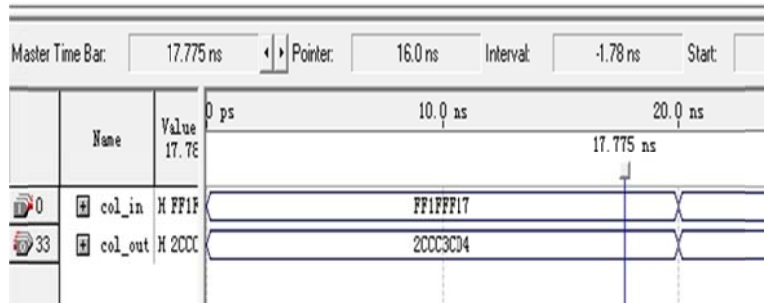 Master Time Bar: 17.775 ns Pointer: 16.0 ns Interval: -1.78 ns Start:
Name Value 17.78 0 ps 10.0 ns 20.0 ns
17.775 ns
0 col_in H FF1F FF1FFF17
33 col_out H 2CCC 2CCC3C04